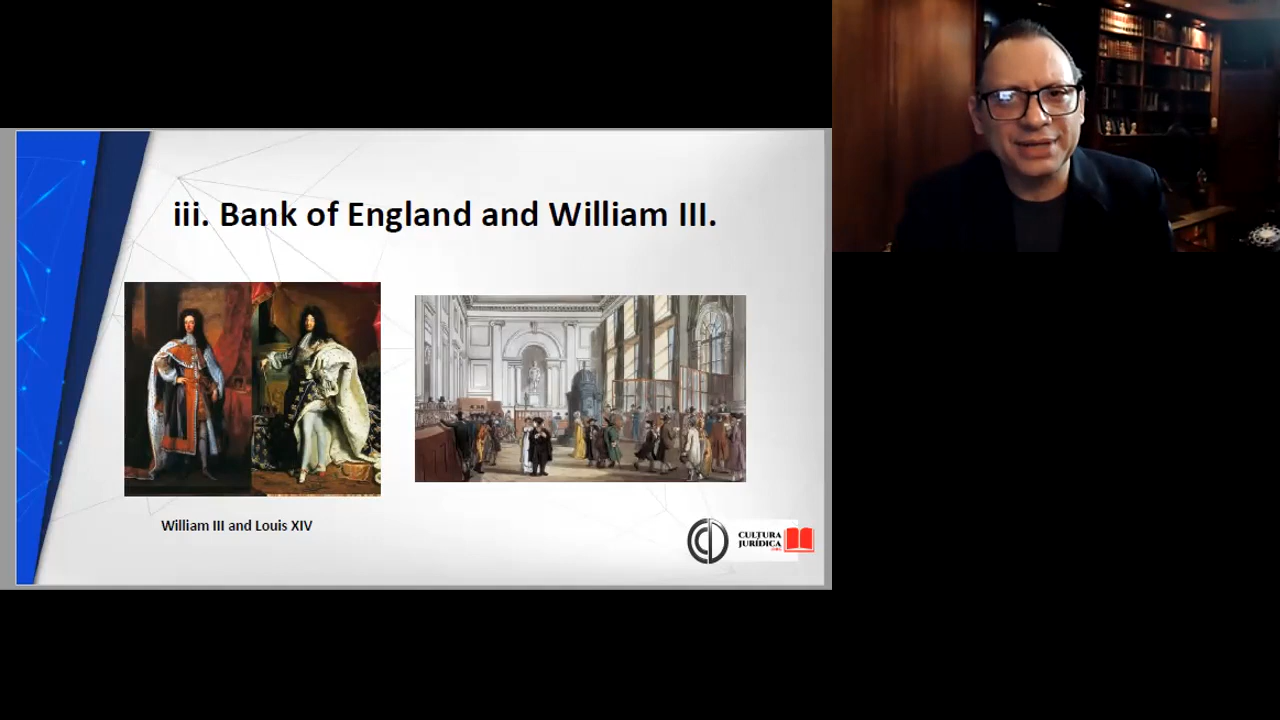 iii. Bank of England and William III.
William III and Louis XIV
CULTURA
JURÍDICA